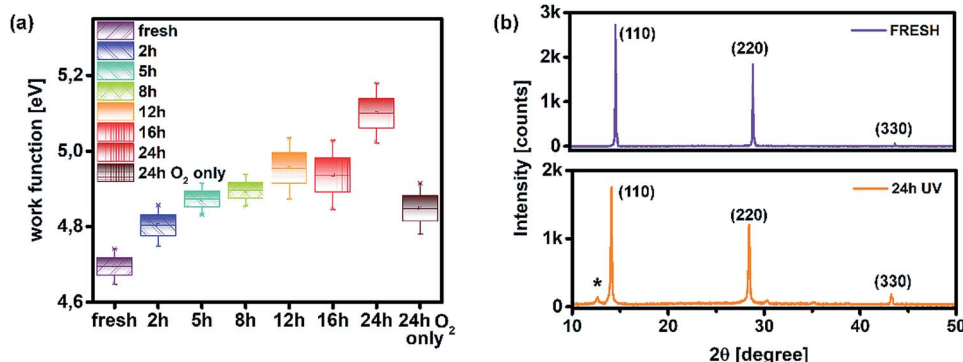 (a)
fresh
2h
5h
8h
12h
16h
24h
24h O₂ only
work function [eV]
5,2
5,0
4,8
4,6
fresh 2h 5h 8h 12h 16h 24h 24h O₂
only
(b)
Intensity [counts]
3k
2k
1k
0
(110)
(220)
(330)
FRESH
2k
1k
0
(110)
(220)
(330)
*
24h UV
10 20 30 40 50
2θ [degree]